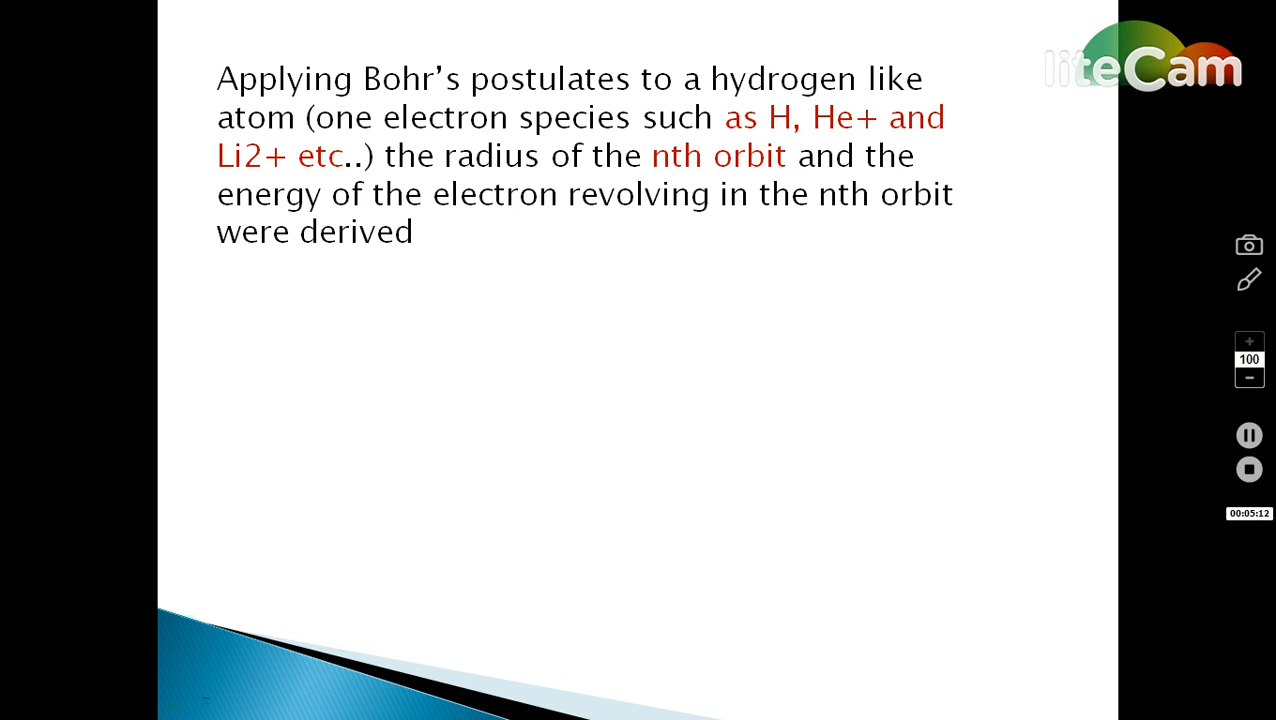 liteCam
Applying Bohr’s postulates to a hydrogen like
atom (one electron species such as H, He+ and
Li2+ etc..) the radius of the nth orbit and the
energy of the electron revolving in the nth orbit
were derived
100
00:05:12